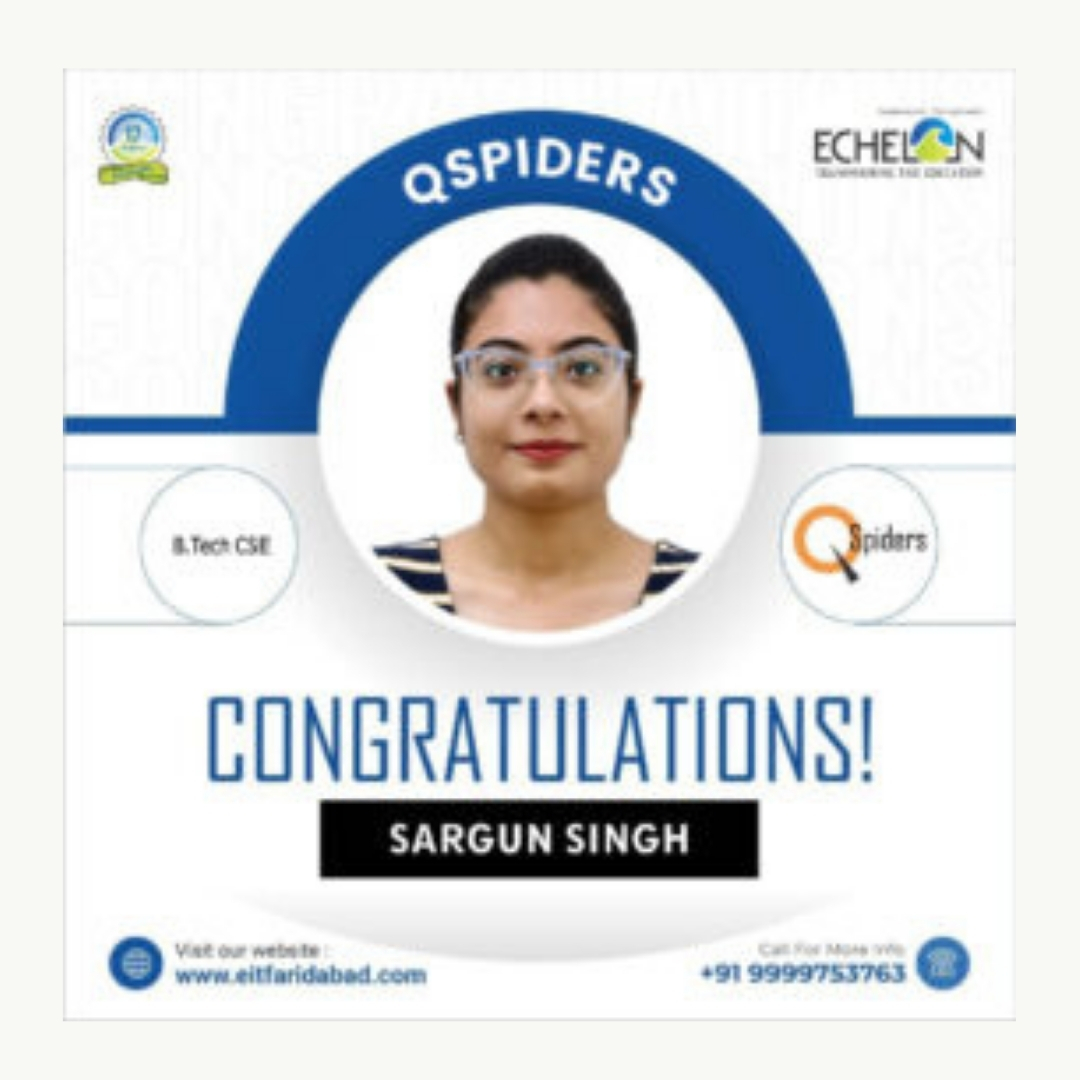 QSPIDERS
ECHELON
B.Tech CSE
QSpiders
CONGRATULATIONS!
SARGUN SINGH
Visit our website :
www.eitfaridabad.com
Call For More Info
+91 9999753763